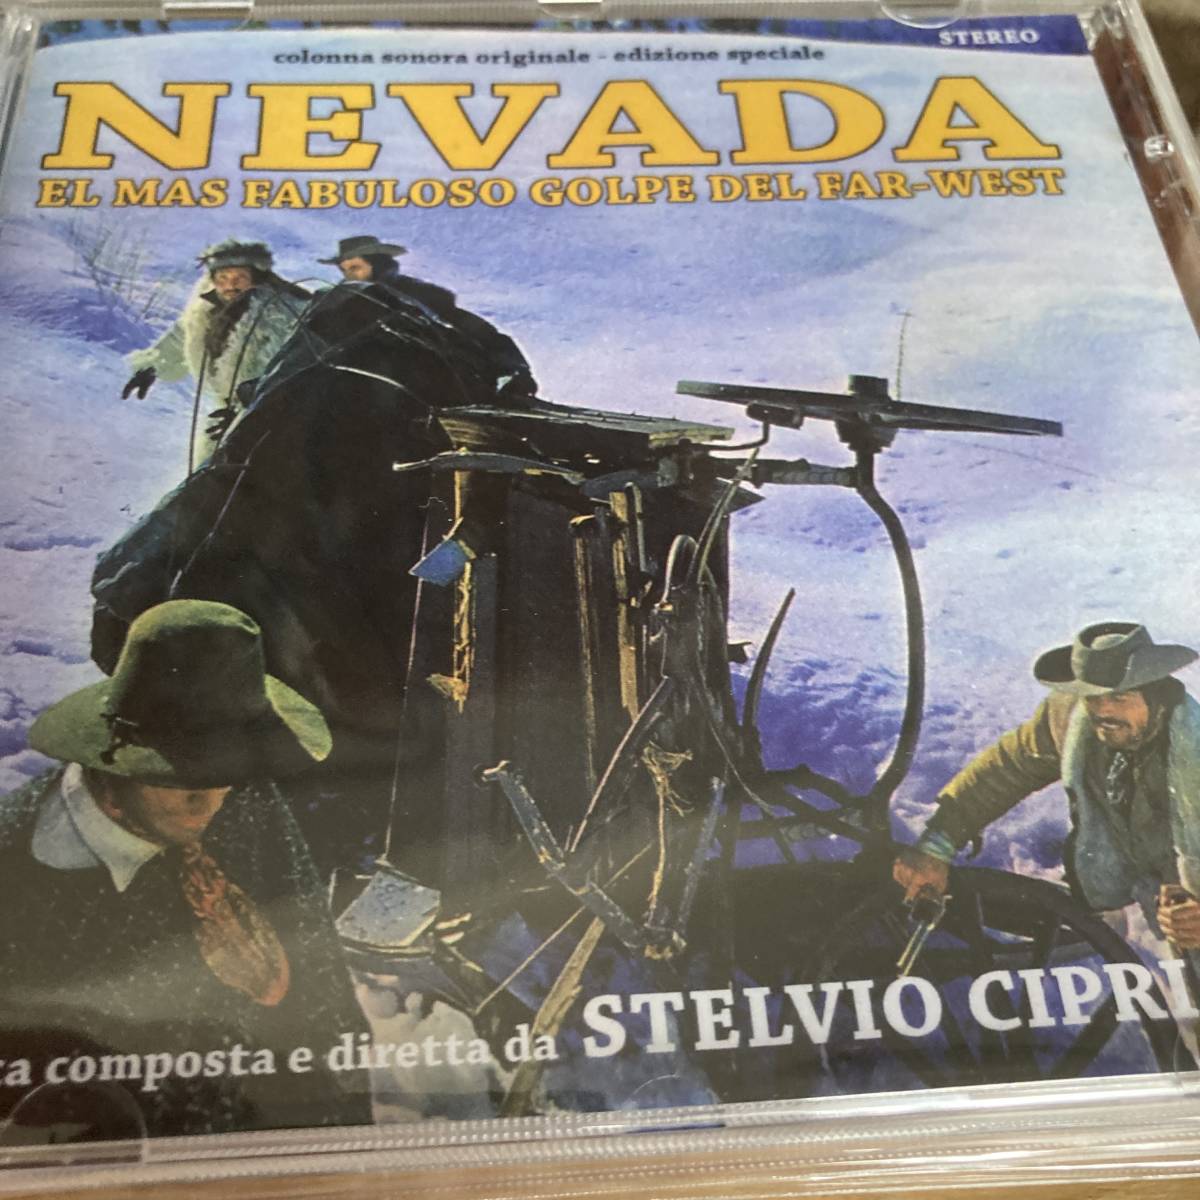 STEREO
colonna sonora originale - edizione speciale
NEVADA
EL MAS FABULOSO GOLPE DEL FAR-WEST
ca composta e diretta da STELVIO CIPRI